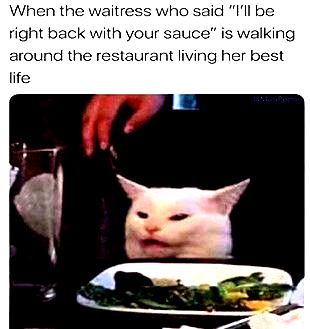 When the waitress who said "I'll be
right back with your sauce" is walking
around the restaurant living her best
life